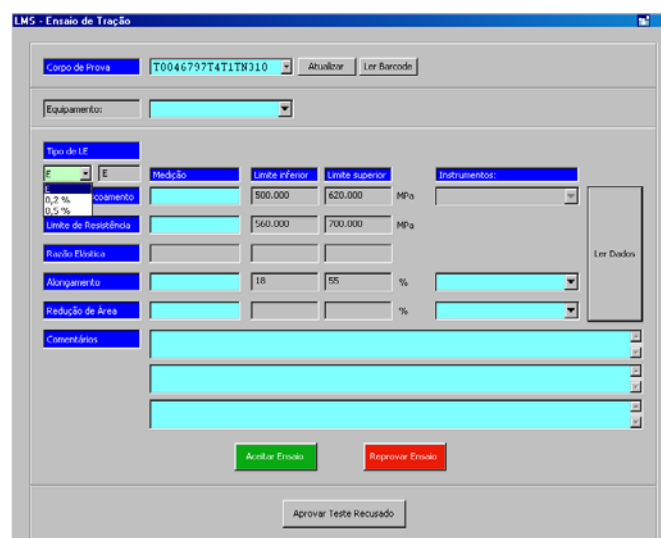 LMS - Ensaio de Tração
Corpo de Prova T0046797T4T1TN310 Atualizar Ler Barcode
Equipamento:
Tipo de LE
E E Medição Limite inferior Limite superior Instrumentos:
E
0,2 %
0,5 %
coamento 500.000 620.000 MPa
Limite de Resistência 560.000 700.000 MPa
Razão Elástica
Ler Dados
Alongamento 18 55 %
Redução de Área %
Comentários
Aceitar Ensaio Reprovar Ensaio
Aprovar Teste Recusado